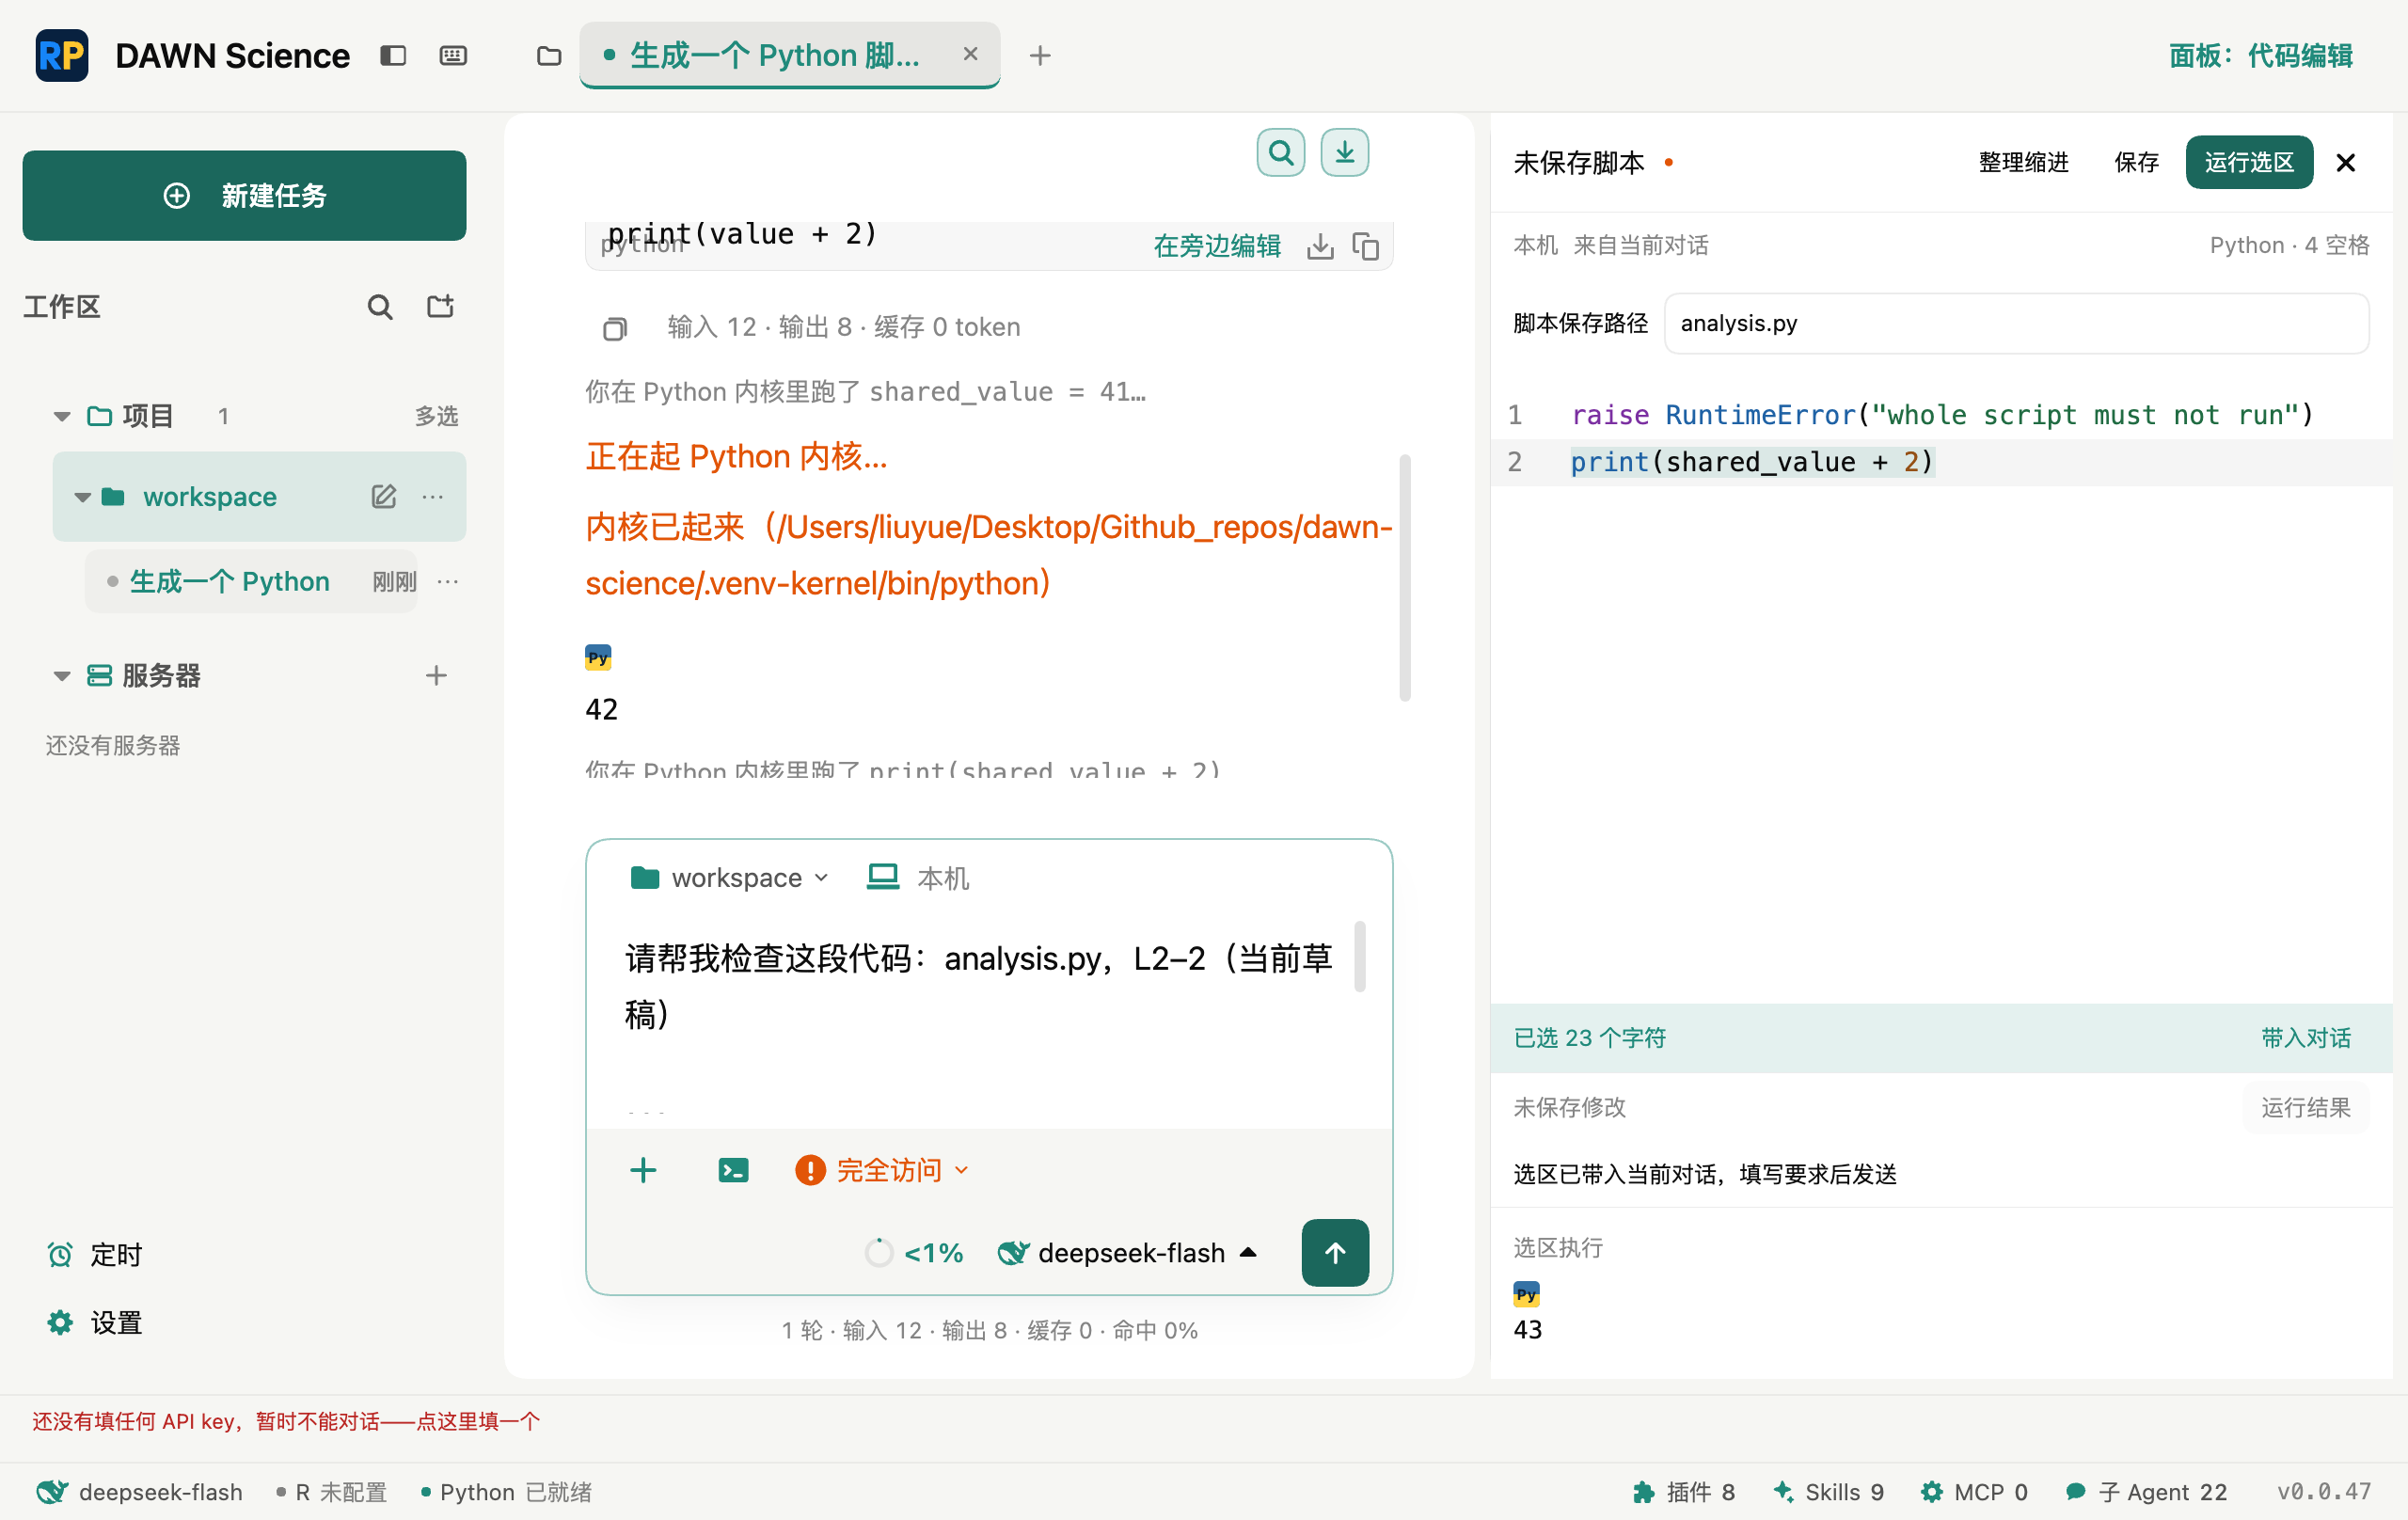 RP DAWN Science
生成一个 Python 脚...
面板：代码编辑
新建任务
工作区
项目 1 多选
workspace
生成一个 Python 刚刚
服务器
还没有服务器
定时
设置
print(value + 2)
python 在旁边编辑
输入 12 · 输出 8 · 缓存 0 token
你在 Python 内核里跑了 shared_value = 41…
正在起 Python 内核...
内核已起来（/Users/liuyue/Desktop/Github_repos/dawn-
science/.venv-kernel/bin/python）
Py
42
你在 Python 内核里跑了 print(shared_value + 2)
workspace 本机
请帮我检查这段代码：analysis.py，L2–2（当前草
稿）
完全访问
<1% deepseek-flash
1 轮 · 输入 12 · 输出 8 · 缓存 0 · 命中 0%
未保存脚本 整理缩进 保存 运行选区
本机 来自当前对话 Python · 4 空格
脚本保存路径 analysis.py
1 raise RuntimeError("whole script must not run")
2 print(shared_value + 2)
已选 23 个字符 带入对话
未保存修改 运行结果
选区已带入当前对话，填写要求后发送
选区执行
Py
43
还没有填任何 API key，暂时不能对话——点这里填一个
deepseek-flash R 未配置 Python 已就绪 插件 8 Skills 9 MCP 0 子 Agent 22 v0.0.47